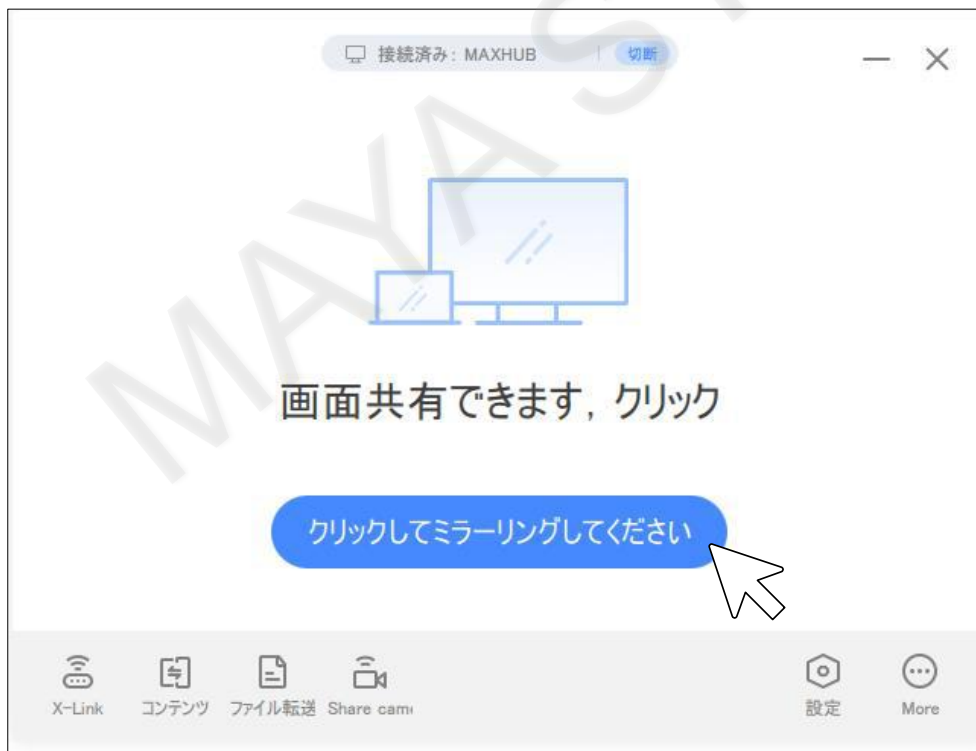 接続済み: MAXHUB
切断
画面共有できます, クリック
クリックしてミラーリングしてください
X-Link
コンテンツ
ファイル転送
Share cam
設定
More
MAYA ST